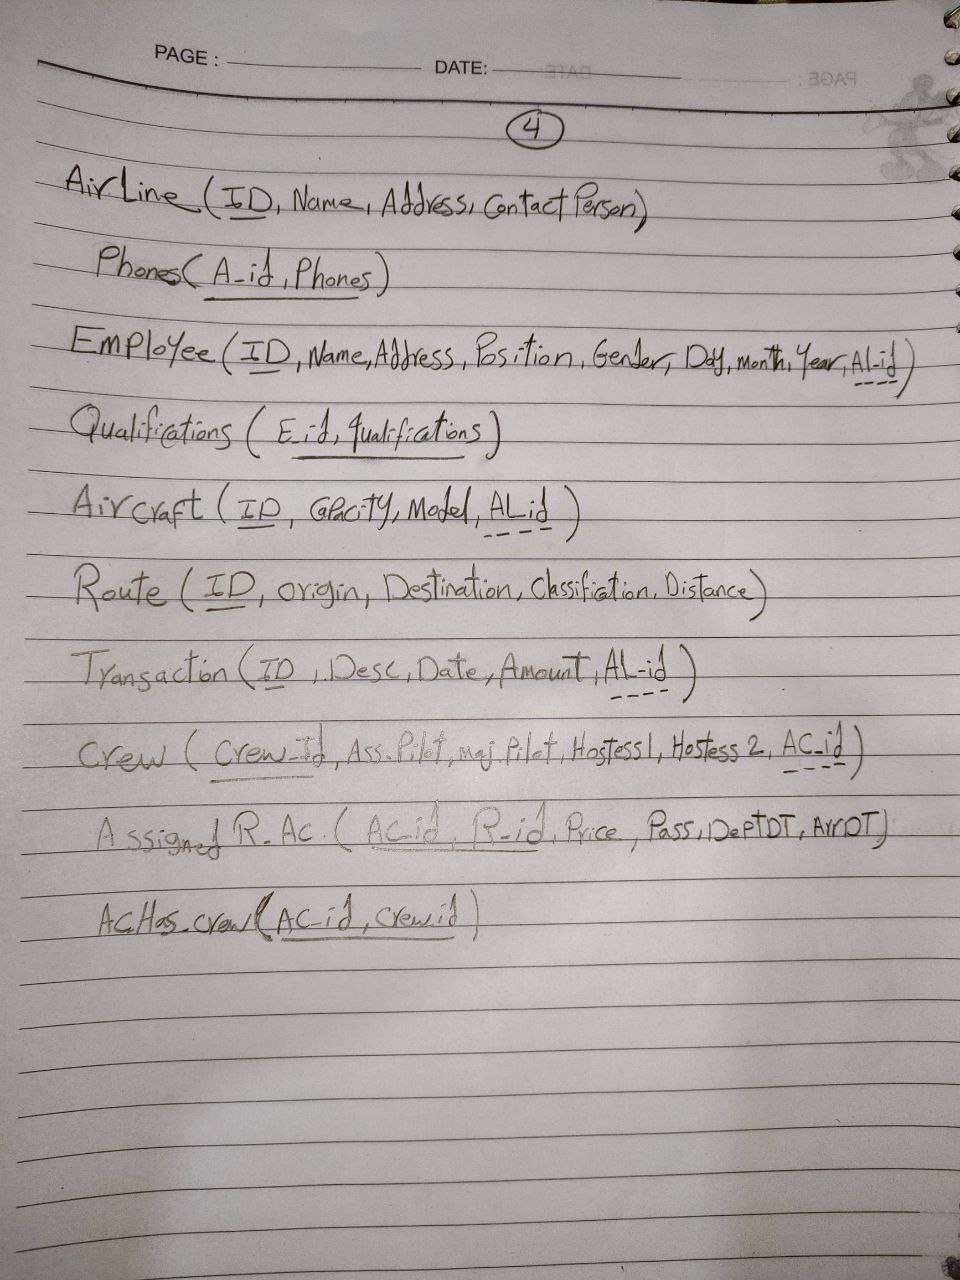 PAGE :
DATE:
4
AirLine (ID, Name, Address, Contact Person)
Phones (A_id, Phones)
Employee (ID, Name, Address, Position, Gender, Day, month, Year, AL-id)
Qualifications (E_id, qualifications)
Aircraft (ID, Capacity, Model, AL_id)
Route (ID, origin, Destination, Classification, Distance)
Transaction (ID, Desc, Date, Amount, AL-id)
Crew (Crew_Id, Ass.Pilot, maj.Pilot, Hostess1, Hostess 2, AC_id)
Assigned R_Ac. (AC_id, R_id, Price, Pass, DeptDT, ArrDT)
AC.Has_crew (AC_id, Crew_id)